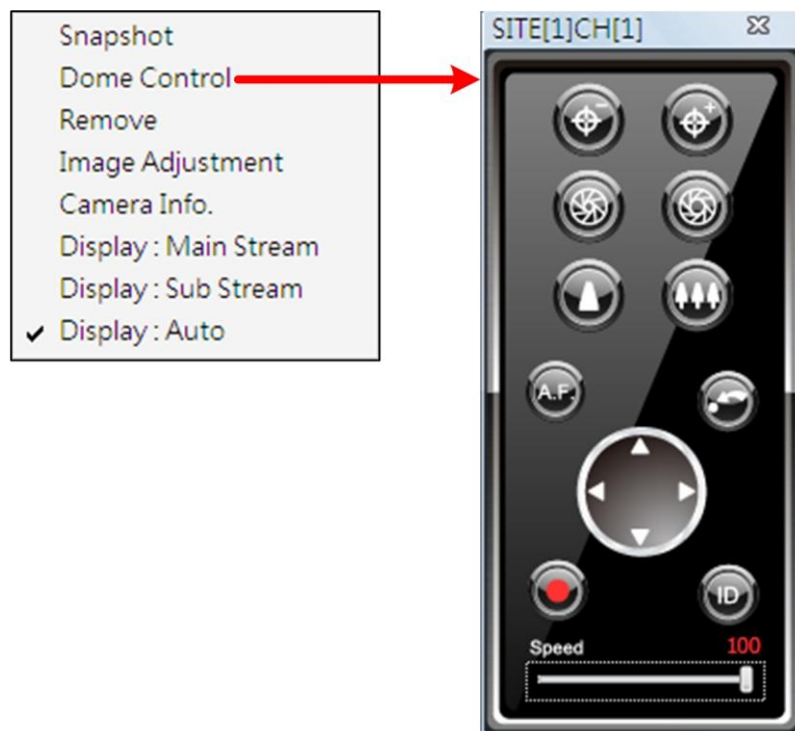 Snapshot
Dome Control
Remove
Image Adjustment
Camera Info.
Display : Main Stream
Display : Sub Stream
✓ Display : Auto
SITE[1]CH[1]
A.F.
ID
Speed 100